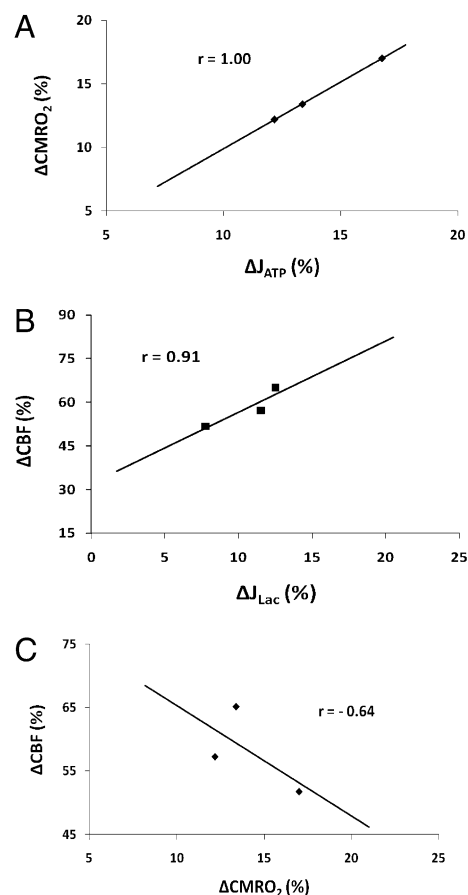 A
20
15
10
5
ΔCMRO₂ (%)
r = 1.00
5 10 15 20
ΔJATP (%)
B
90
75
60
45
30
15
ΔCBF (%)
r = 0.91
0 5 10 15 20 25
ΔJLac (%)
C
75
65
55
45
ΔCBF (%)
r = - 0.64
5 10 15 20 25
ΔCMRO₂ (%)